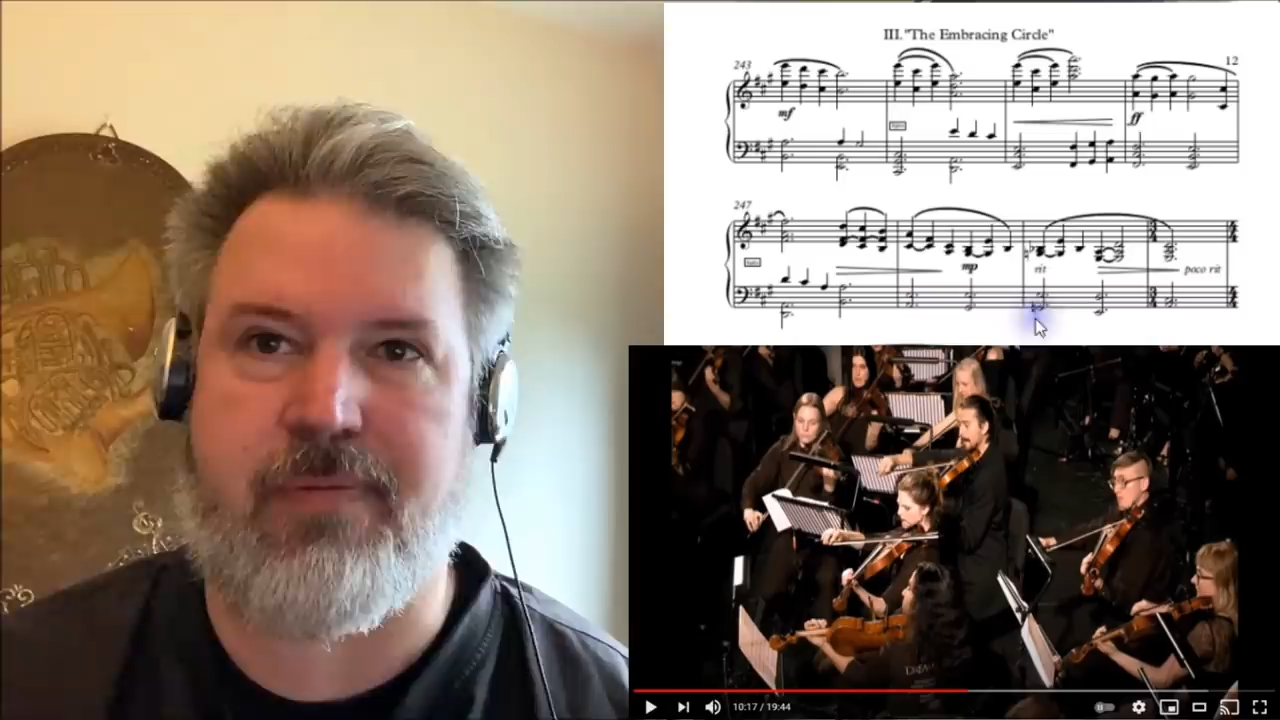 III. "The Embracing Circle"
12
243
mf
ff
247
mp
rit
poco rit
10:17 / 19:44